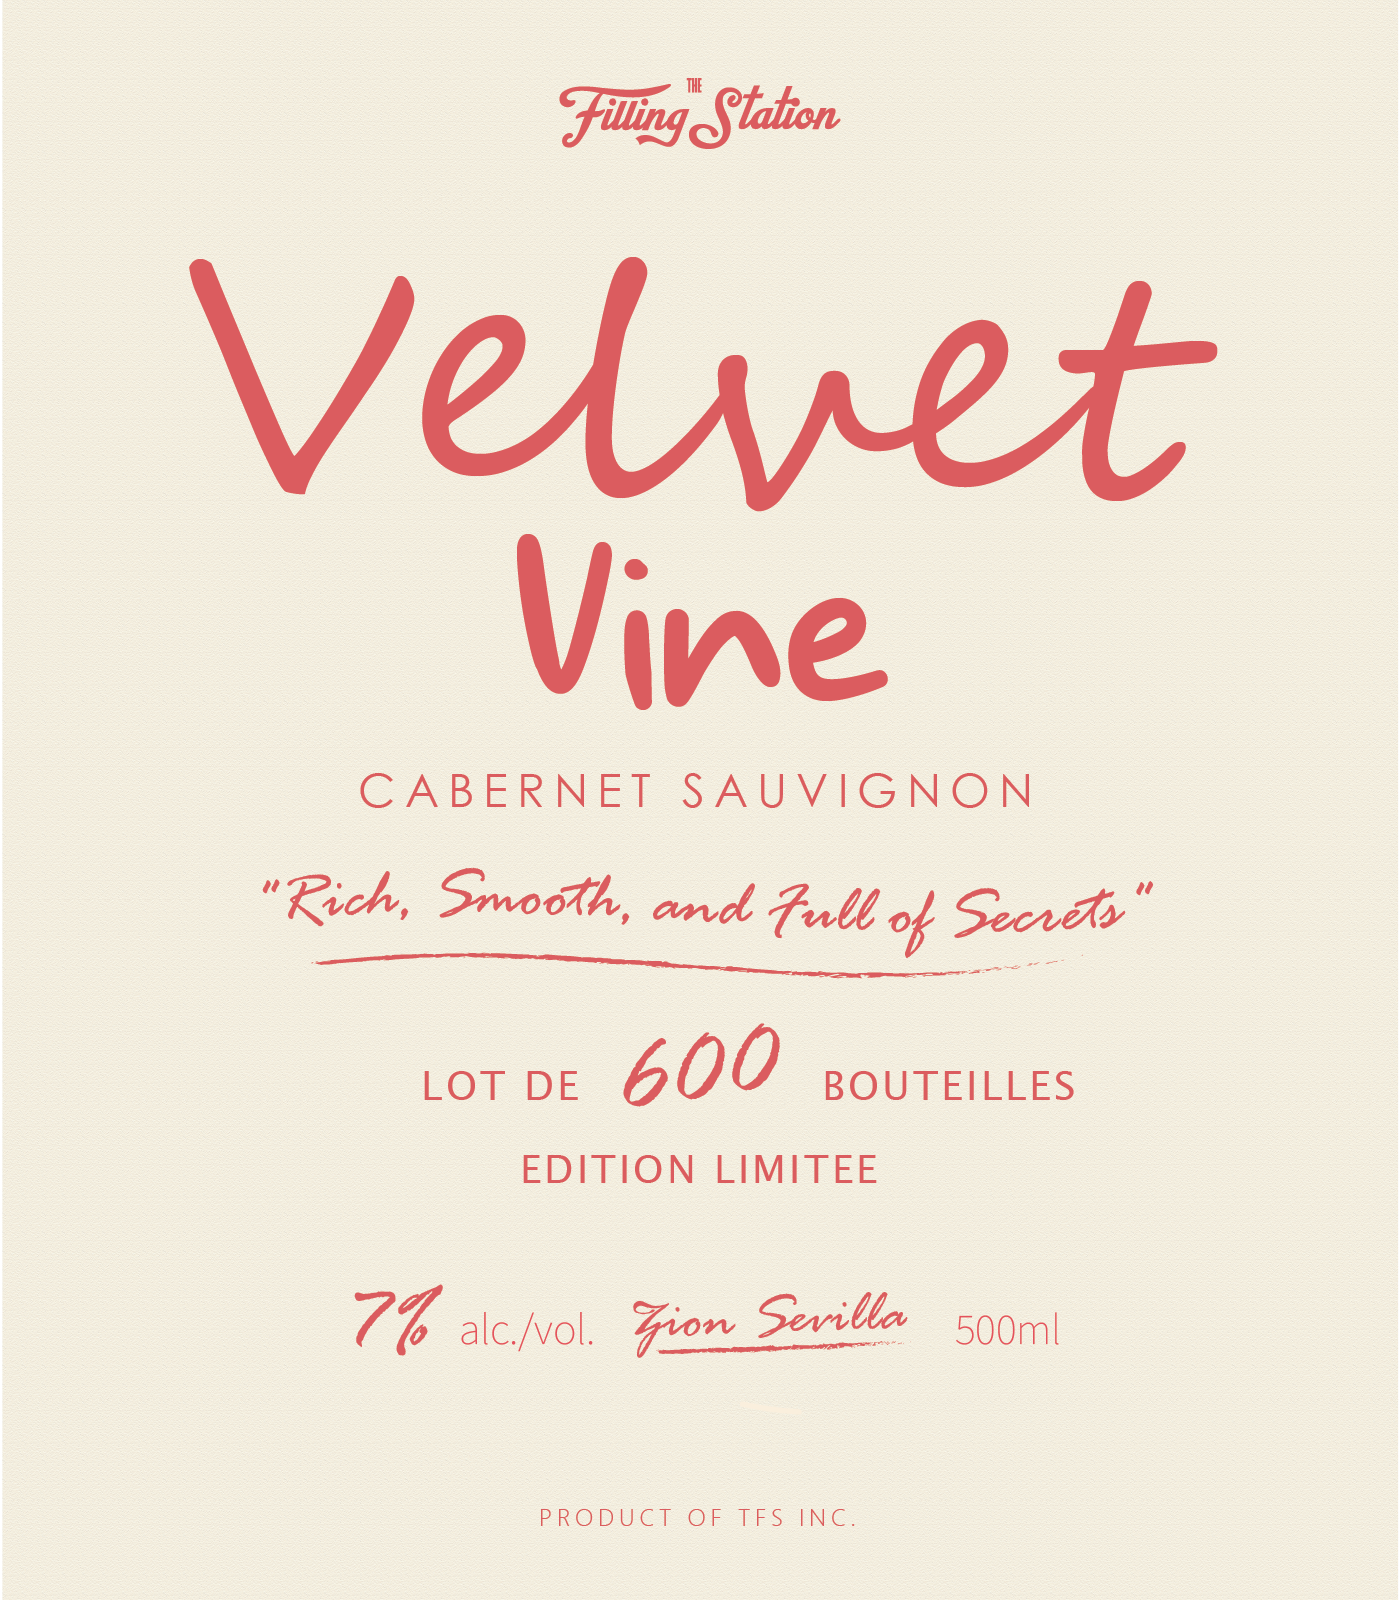 THE
Filling Station
Velvet
Vine
CABERNET SAUVIGNON
"Rich, Smooth, and Full of Secrets"
LOT DE 600 BOUTEILLES
EDITION LIMITEE
7% alc./vol. Zion Sevilla 500ml
PRODUCT OF TFS INC.